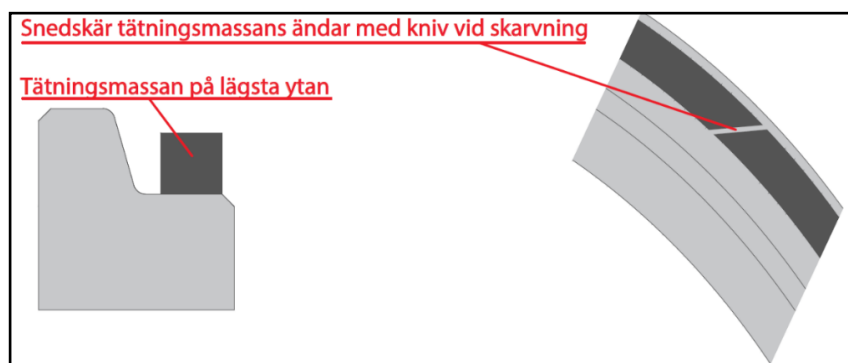 Snedskär tätningsmassans ändar med kniv vid skarvning
Tätningsmassan på lägsta ytan